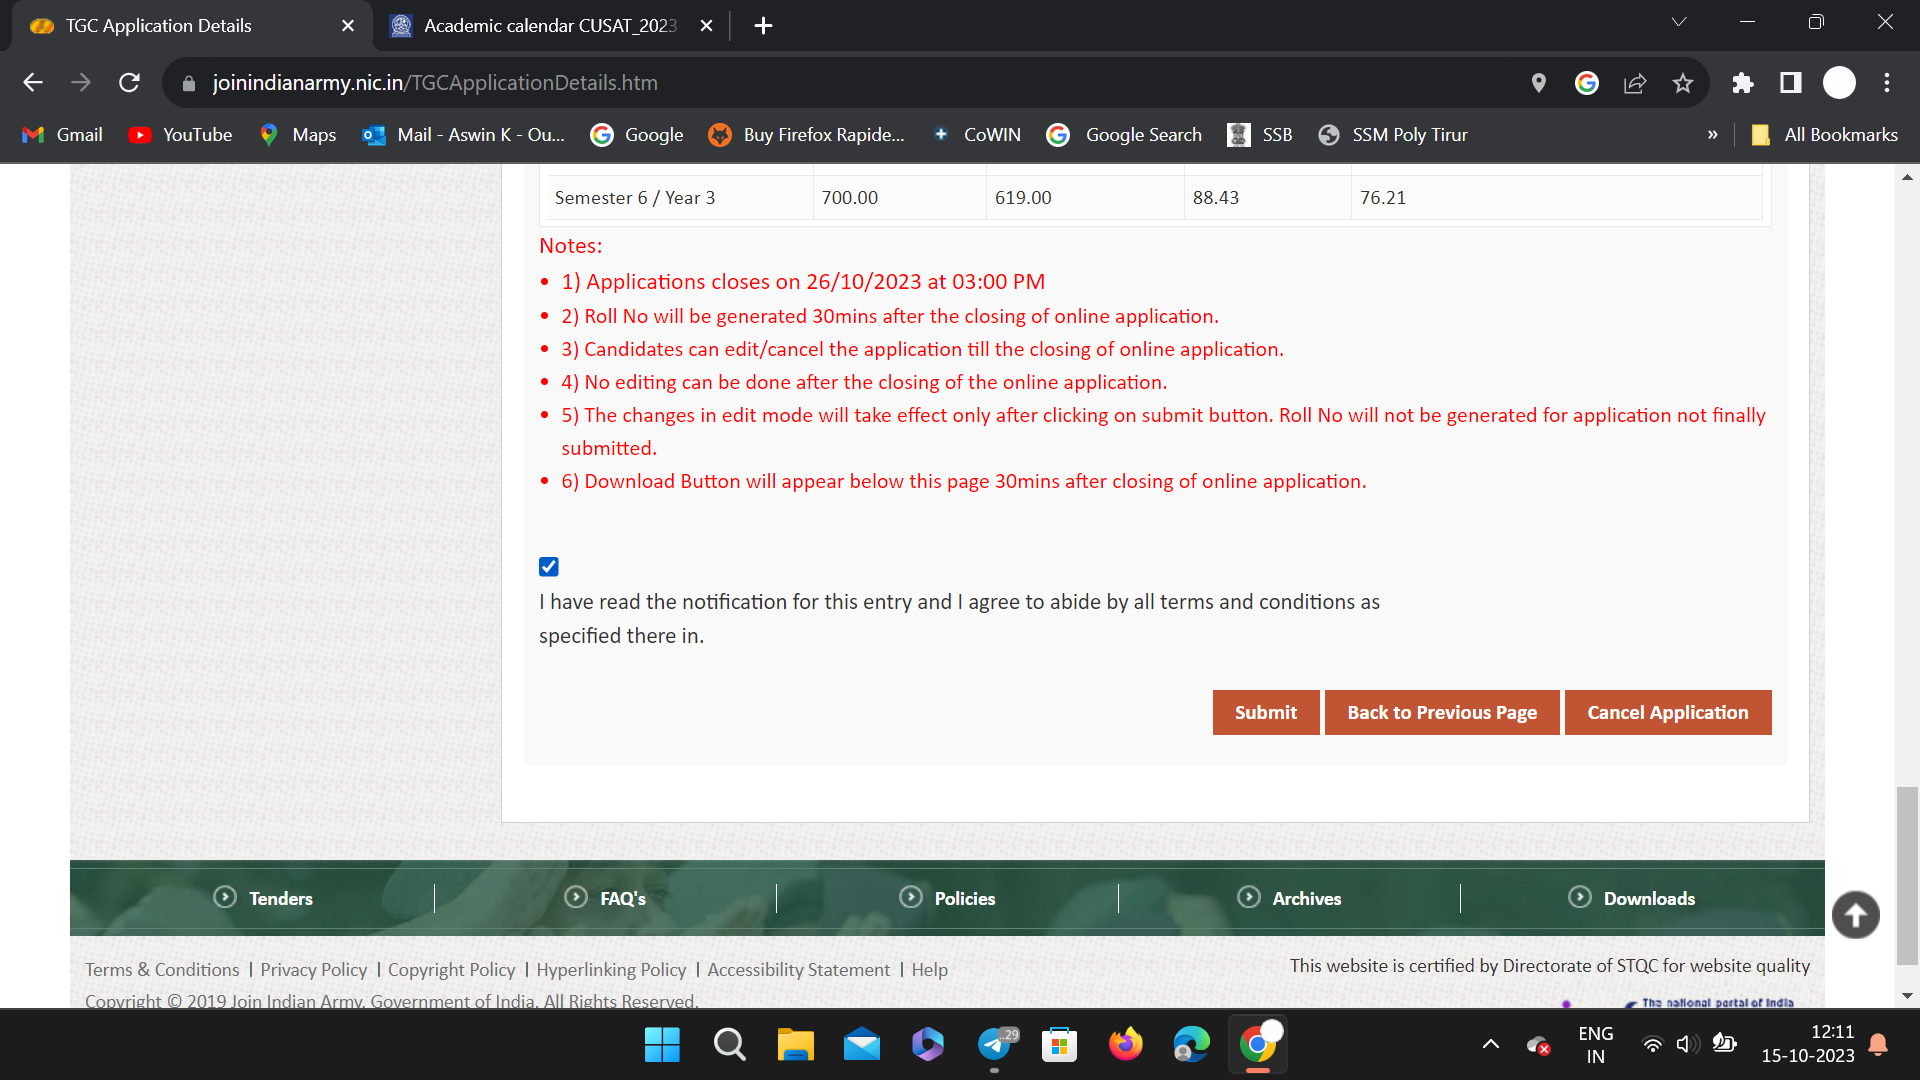 TGC Application Details
Academic calendar CUSAT_2023
joinindianarmy.nic.in/TGCApplicationDetails.htm
Gmail YouTube Maps Mail - Aswin K - Ou... Google Buy Firefox Rapide... CoWIN Google Search SSB SSM Poly Tirur » All Bookmarks
Semester 6 / Year 3 700.00 619.00 88.43 76.21
Notes:
• 1) Applications closes on 26/10/2023 at 03:00 PM
• 2) Roll No will be generated 30mins after the closing of online application.
• 3) Candidates can edit/cancel the application till the closing of online application.
• 4) No editing can be done after the closing of the online application.
• 5) The changes in edit mode will take effect only after clicking on submit button. Roll No will not be generated for application not finally
submitted.
• 6) Download Button will appear below this page 30mins after closing of online application.
I have read the notification for this entry and I agree to abide by all terms and conditions as
specified there in.
Submit Back to Previous Page Cancel Application
Tenders FAQ's Policies Archives Downloads
Terms & Conditions | Privacy Policy | Copyright Policy | Hyperlinking Policy | Accessibility Statement | Help
This website is certified by Directorate of STQC for website quality
Copyright © 2019 Join Indian Army, Government of India. All Rights Reserved.
The national portal of India
..29
ENG
IN
12:11
15-10-2023